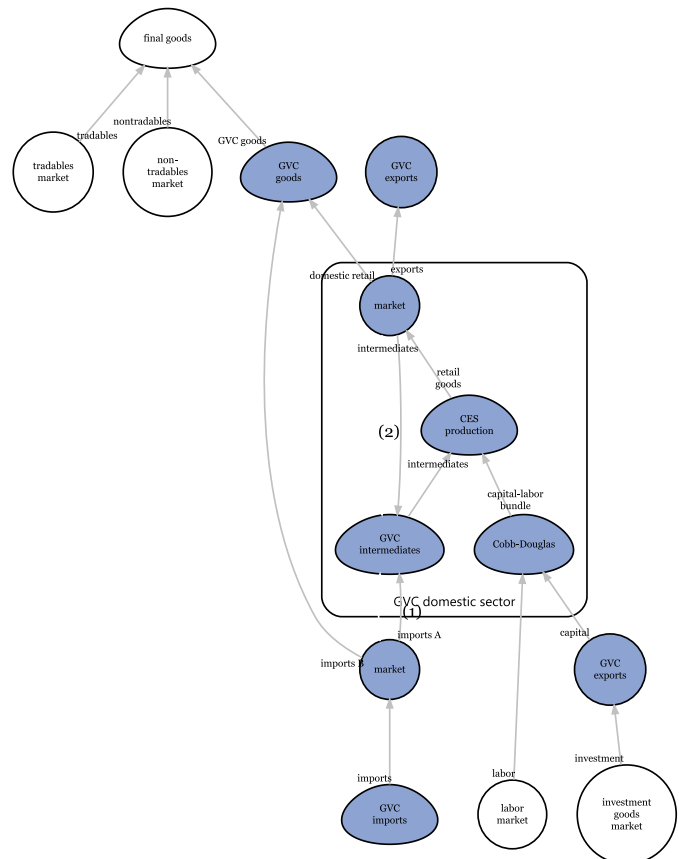 final goods
tradables
nontradables
GVC goods
tradables
market
non-
tradables
market
GVC
goods
GVC
exports
domestic retail
exports
market
intermediates
retail
goods
CES
production
(2)
intermediates
capital-labor
bundle
GVC
intermediates
Cobb-Douglas
GVC domestic sector
(1)
imports A
capital
imports B
market
GVC
exports
investment
imports
labor
GVC
imports
labor
market
investment
goods
market